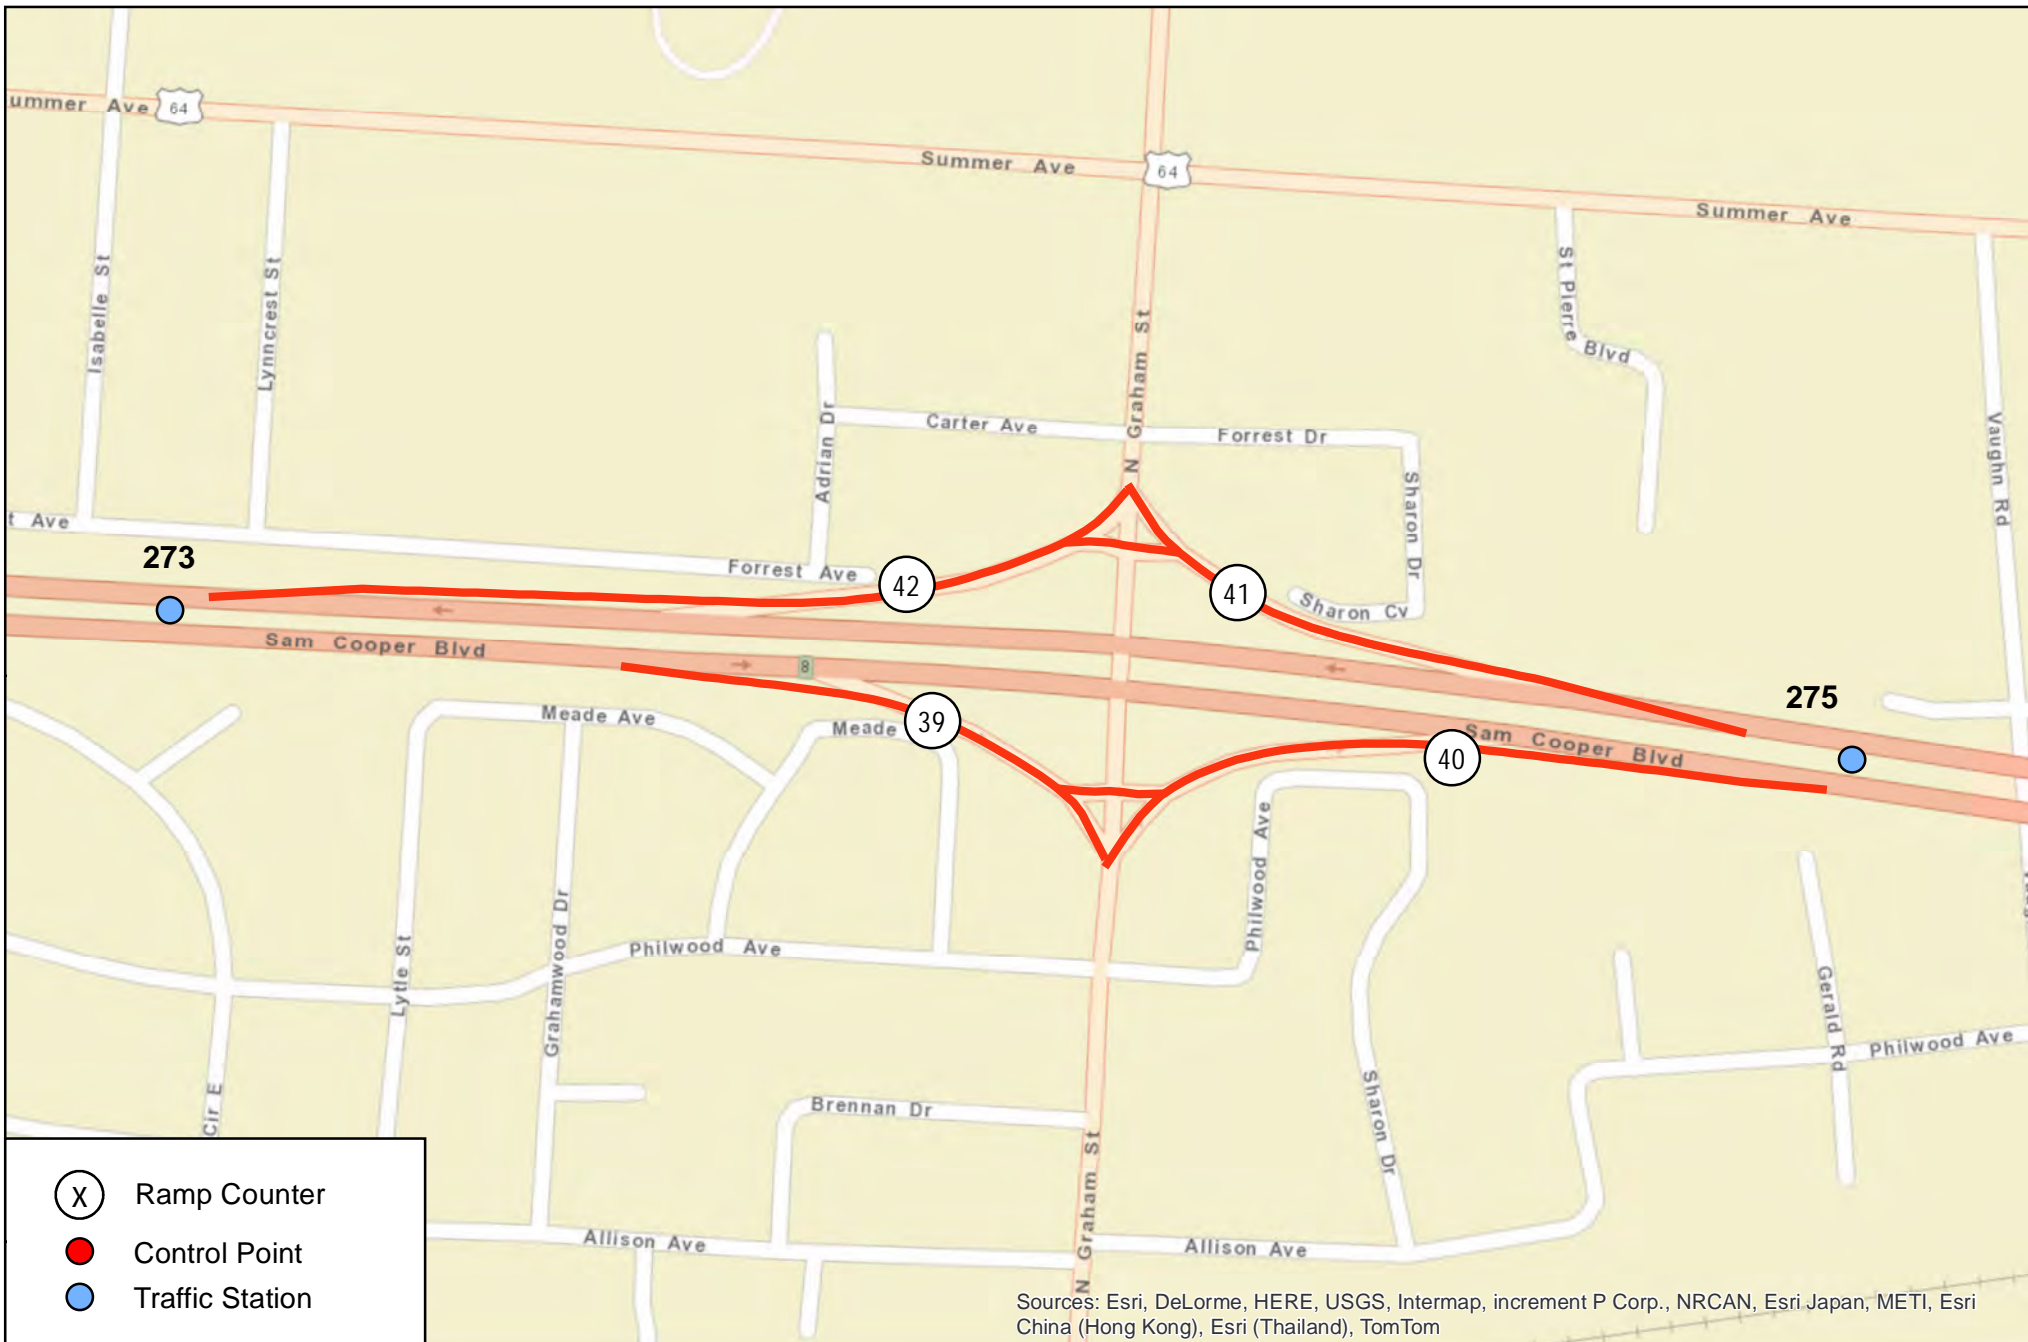 ummer Ave
64
Summer Ave
64
Summer Ave
Isabelle St
Lynncrest St
St Pierre Blvd
N Graham St
Adrian Dr
Carter Ave
Forrest Dr
Sharon Dr
Vaughn Rd
t Ave
273
Forrest Ave
42
41
Sharon Cv
Sam Cooper Blvd
8
275
Meade Ave
Meade
39
Sam Cooper Blvd
40
Philwood Ave
Lytle St
Grahamwood Dr
Philwood Ave
Gerald Rd
Philwood Ave
Cir E
Brennan Dr
Sharon Dr
N Graham St
Allison Ave
Allison Ave
X Ramp Counter
Control Point
Traffic Station
Sources: Esri, DeLorme, HERE, USGS, Intermap, increment P Corp., NRCAN, Esri Japan, METI, Esri
China (Hong Kong), Esri (Thailand), TomTom